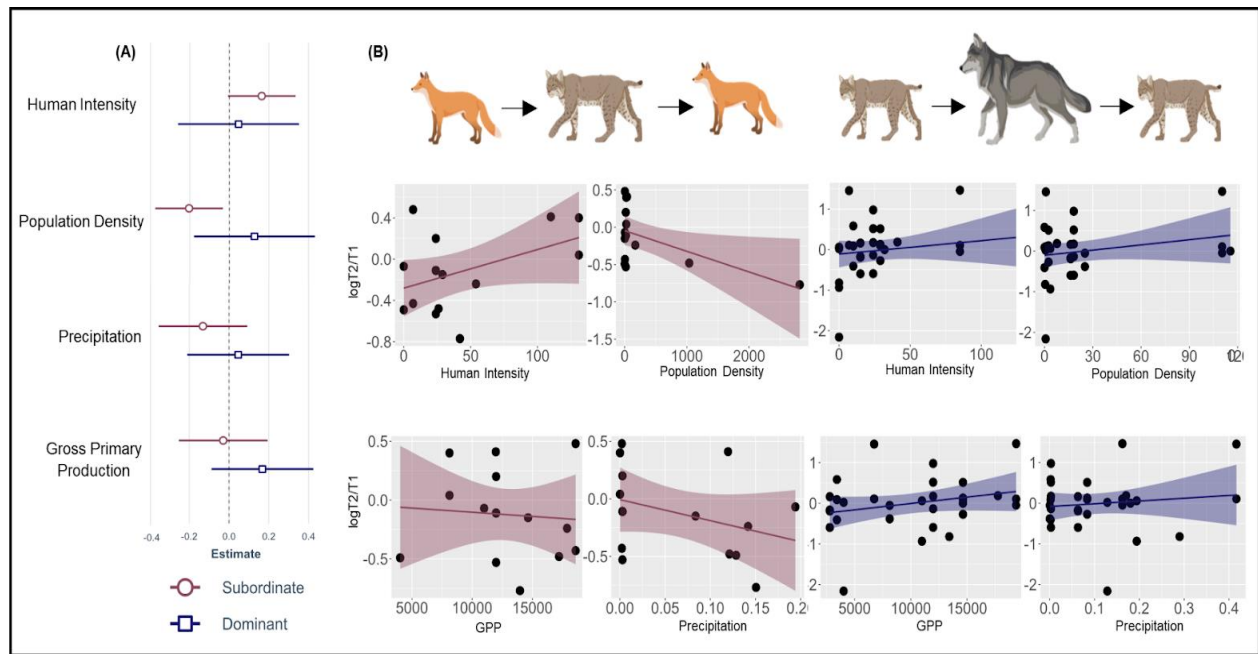 (A)
Human Intensity
Population Density
Precipitation
Gross Primary
Production
-0.4 -0.2 0.0 0.2 0.4
Estimate
Subordinate
Dominant
(B)
logT2/T1
0.4
0.0
-0.4
-0.8
0 50 100
Human Intensity
0.5
0.0
-0.5
-1.0
-1.5
0 1000 2000
Population Density
1
0
-1
-2
0 50 100
Human Intensity
1
0
-1
-2
0 30 60 90 120
Population Density
logT2/T1
0.5
0.0
-0.5
5000 10000 15000
GPP
0.5
0.0
-0.5
0.00 0.05 0.10 0.15 0.20
Precipitation
1
0
-1
-2
5000 10000 15000
GPP
1
0
-1
-2
0.0 0.1 0.2 0.3 0.4
Precipitation